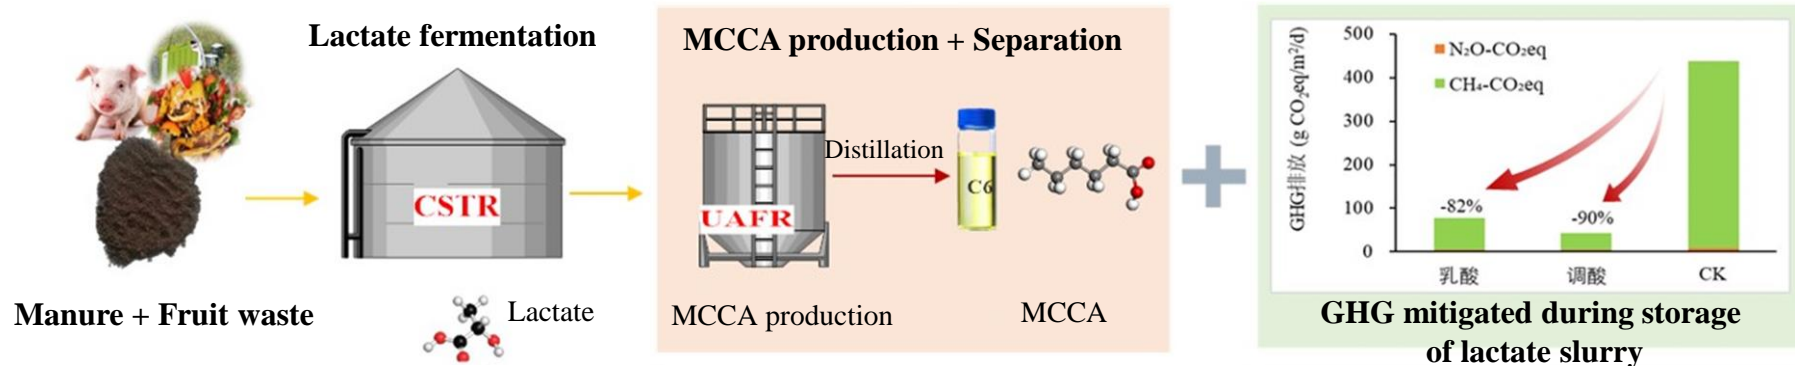 Manure + Fruit waste
Lactate fermentation
CSTR
Lactate
MCCA production + Separation
UAFR
Distillation
C6
MCCA production
MCCA
GHG排放 (g CO₂eq/m²/d)
500
400
300
200
100
0
N₂O-CO₂eq
CH₄-CO₂eq
-82%
-90%
乳酸
调酸
CK
GHG mitigated during storage
of lactate slurry